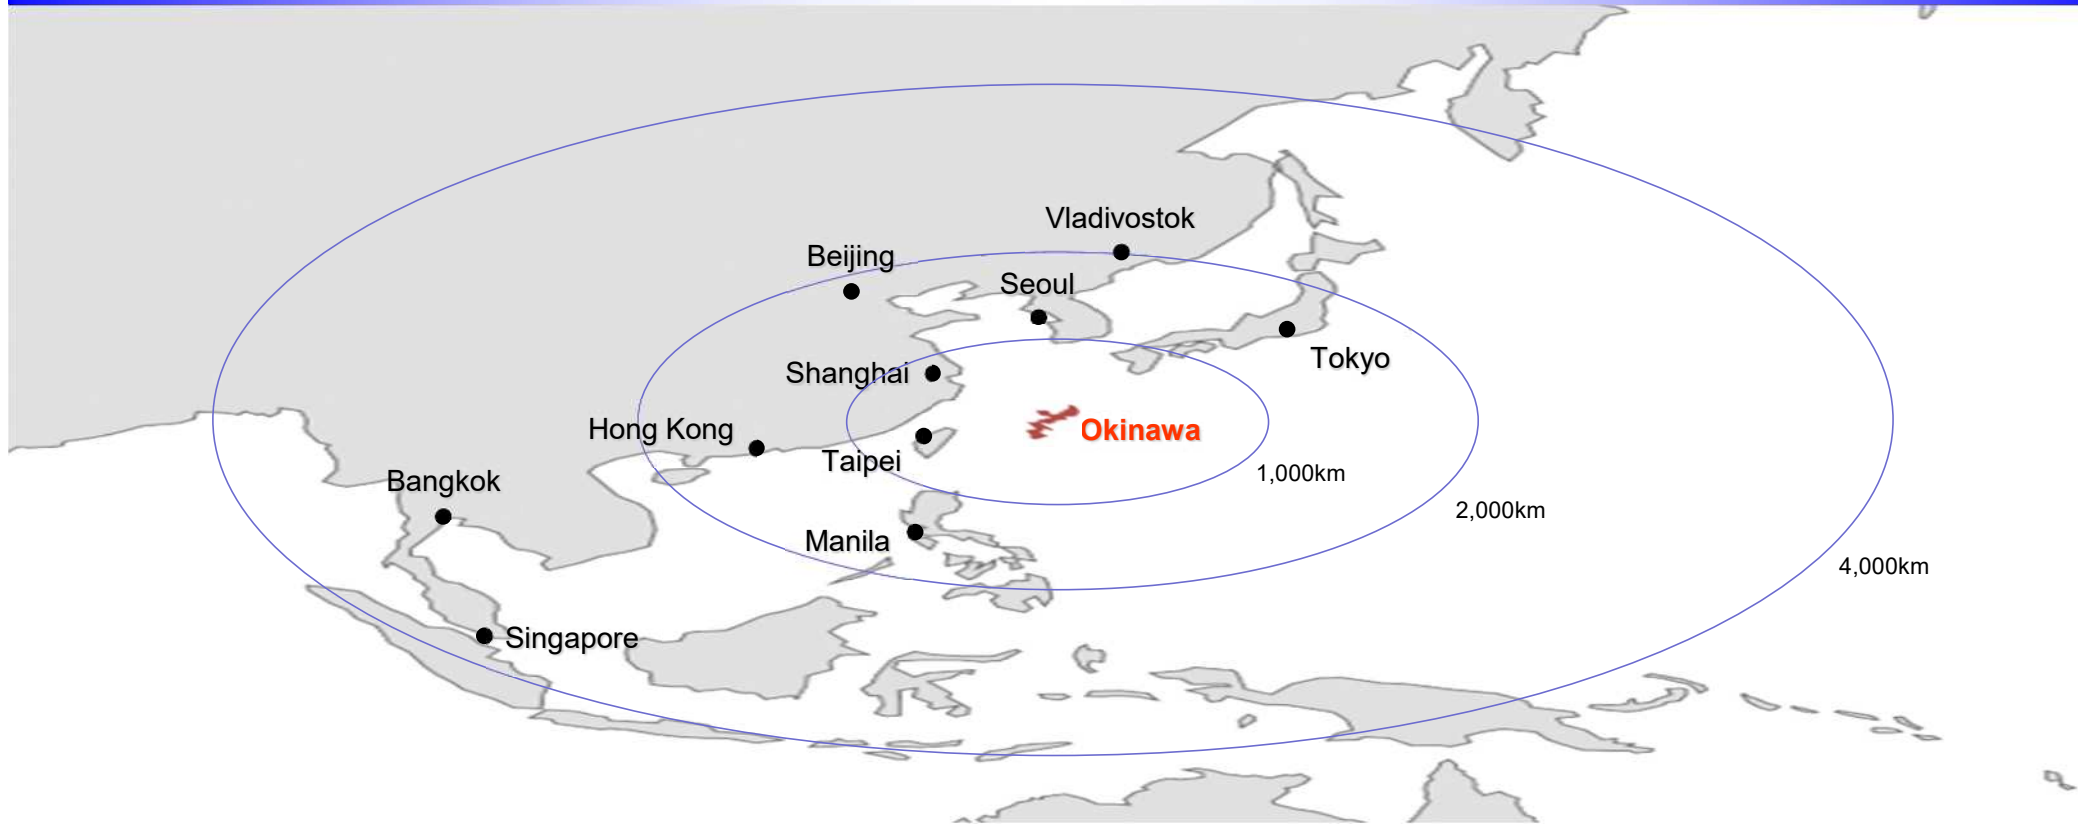 Vladivostok
Beijing
Seoul
Tokyo
Shanghai
Okinawa
Hong Kong
Taipei
1,000km
Bangkok
2,000km
Manila
4,000km
Singapore